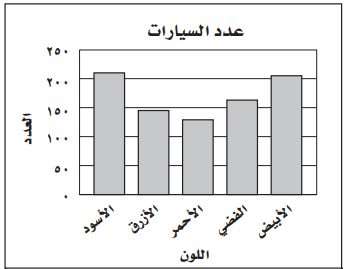 عدد السيارات
العدد
٢٥٠
٢٠٠
١٥٠
١٠٠
٥٠
٠
الأسود
الأزرق
الأحمر
الفضي
الأبيض
اللون